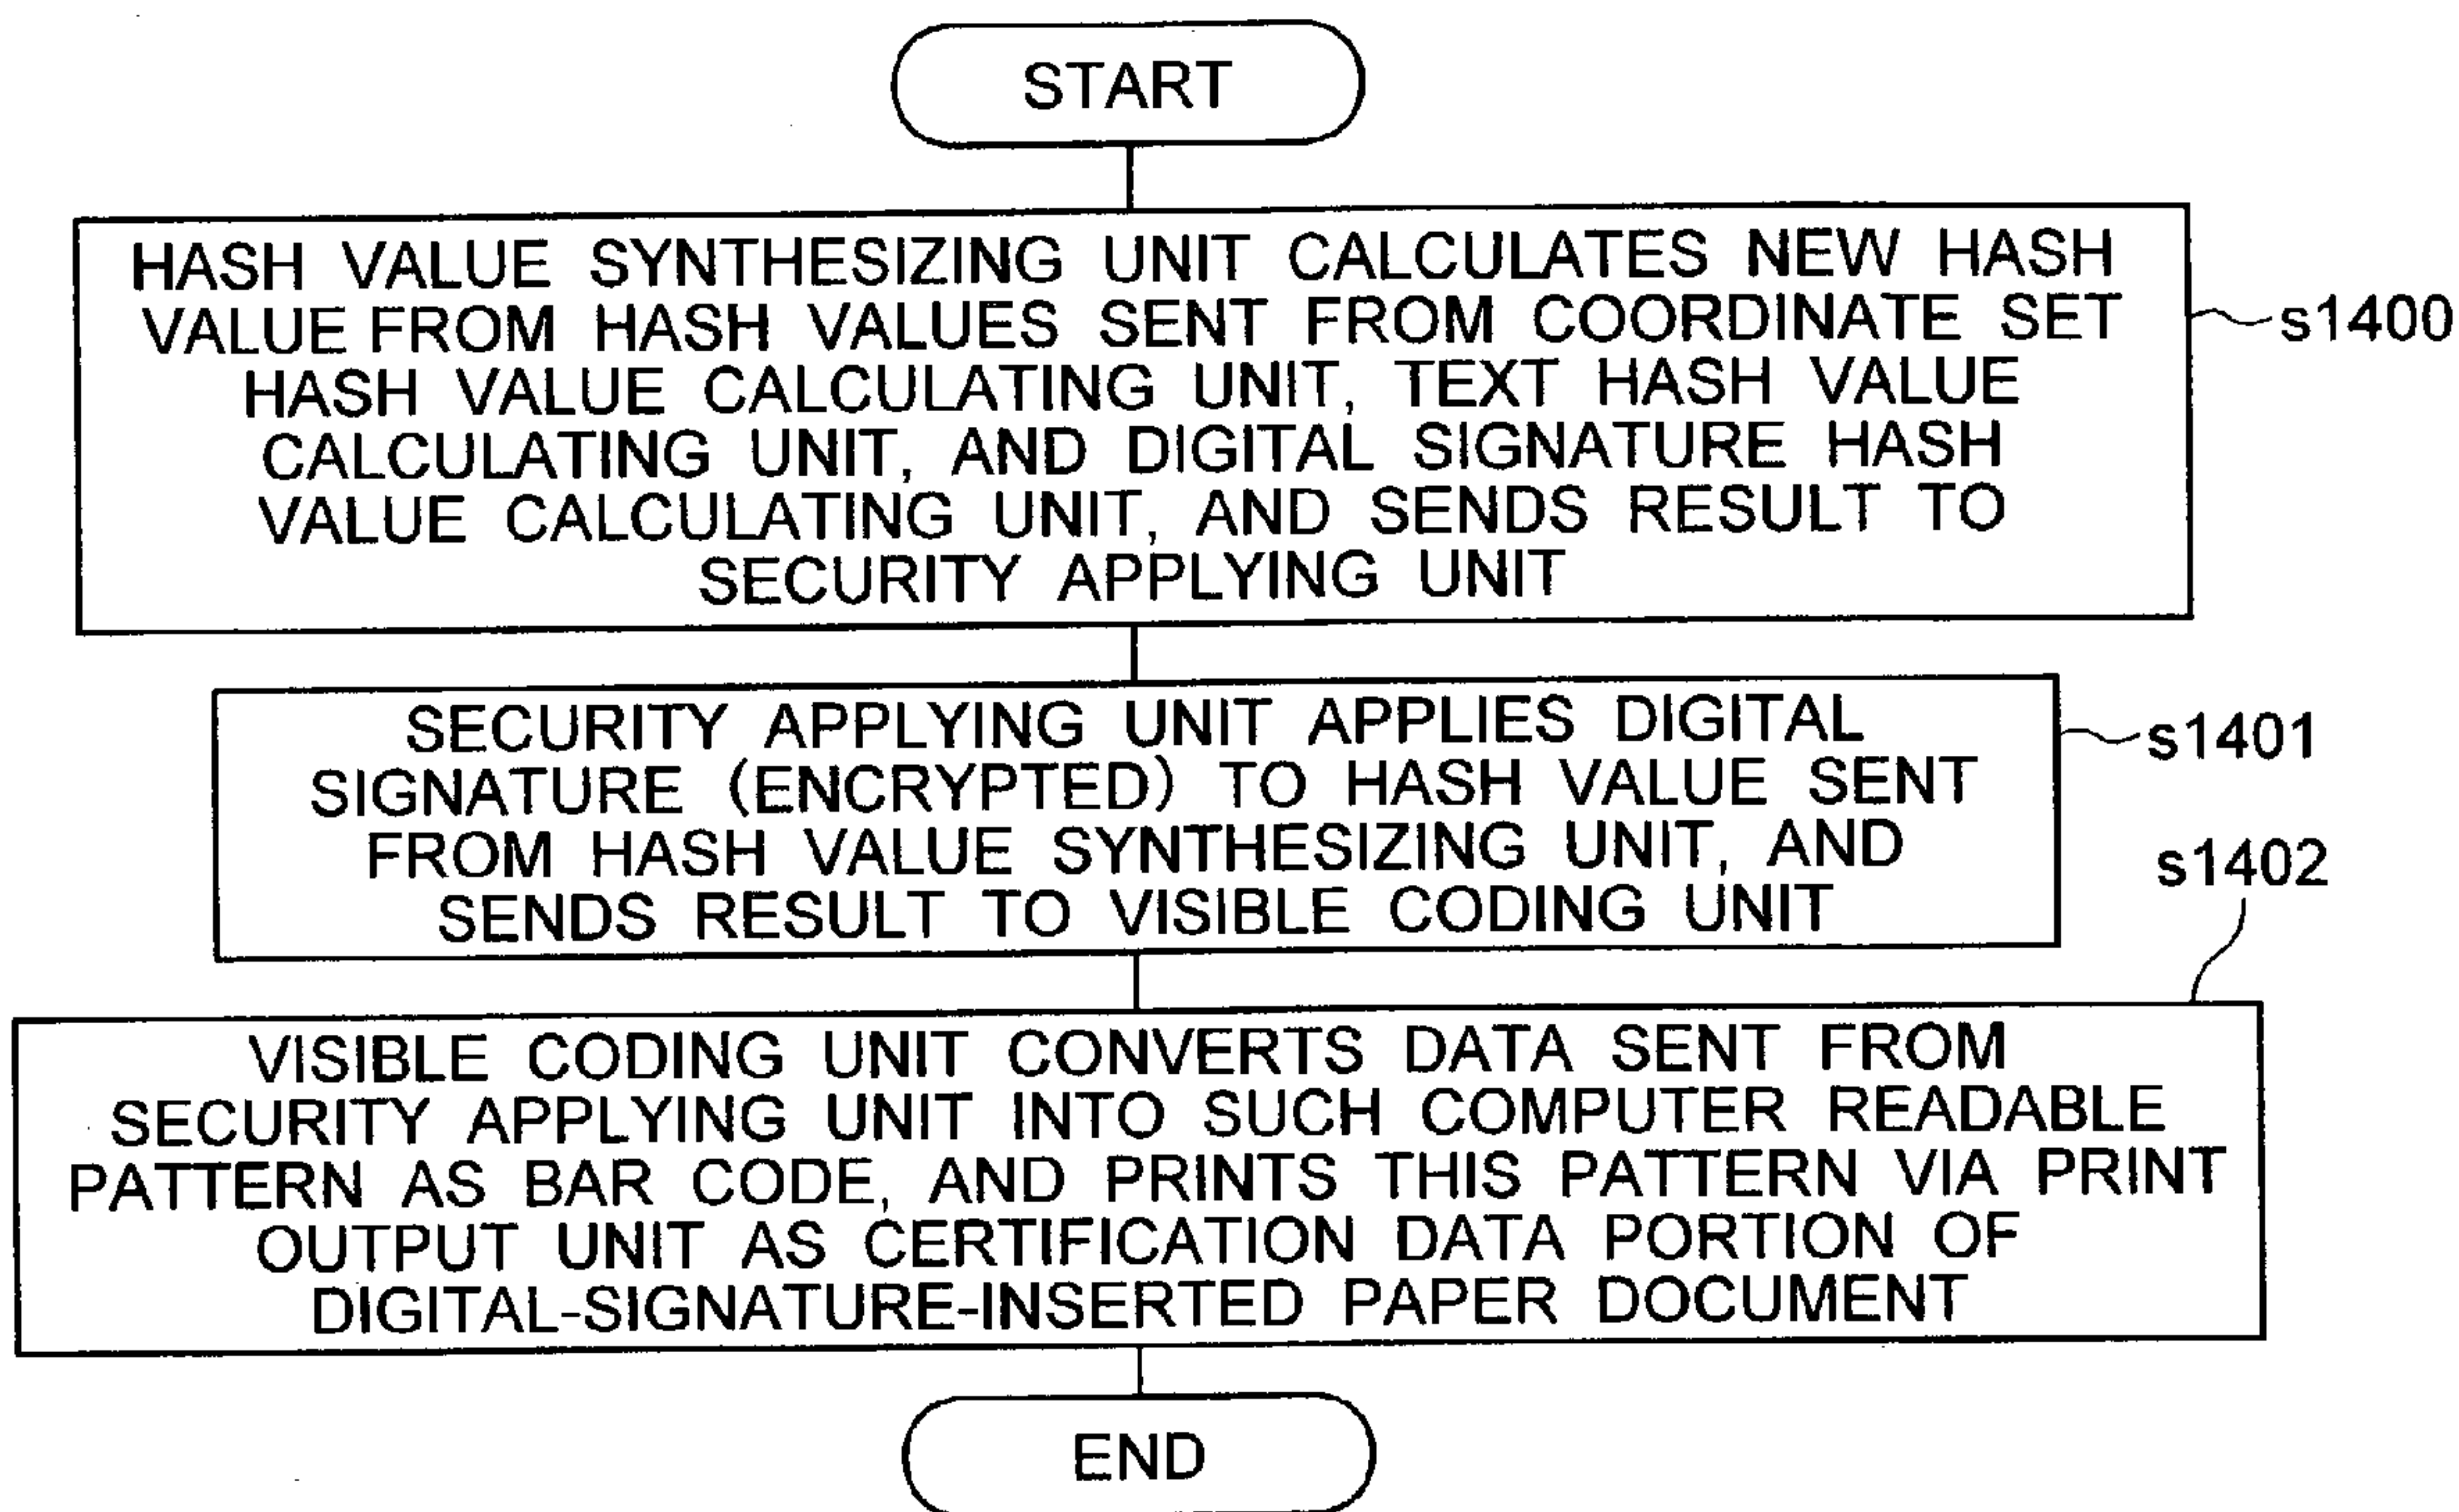 START
HASH VALUE SYNTHESIZING UNIT CALCULATES NEW HASH
VALUE FROM HASH VALUES SENT FROM COORDINATE SET
HASH VALUE CALCULATING UNIT, TEXT HASH VALUE
CALCULATING UNIT, AND DIGITAL SIGNATURE HASH
VALUE CALCULATING UNIT, AND SENDS RESULT TO
SECURITY APPLYING UNIT
s1400
SECURITY APPLYING UNIT APPLIES DIGITAL
SIGNATURE (ENCRYPTED) TO HASH VALUE SENT
FROM HASH VALUE SYNTHESIZING UNIT, AND
SENDS RESULT TO VISIBLE CODING UNIT
s1401
s1402
VISIBLE CODING UNIT CONVERTS DATA SENT FROM
SECURITY APPLYING UNIT INTO SUCH COMPUTER READABLE
PATTERN AS BAR CODE, AND PRINTS THIS PATTERN VIA PRINT
OUTPUT UNIT AS CERTIFICATION DATA PORTION OF
DIGITAL-SIGNATURE-INSERTED PAPER DOCUMENT
END